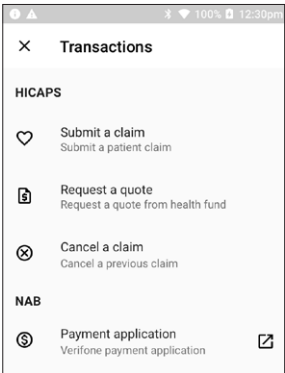 100% 12:30pm
Transactions
HICAPS
Submit a claim
Submit a patient claim
Request a quote
Request a quote from health fund
Cancel a claim
Cancel a previous claim
NAB
Payment application
Verifone payment application